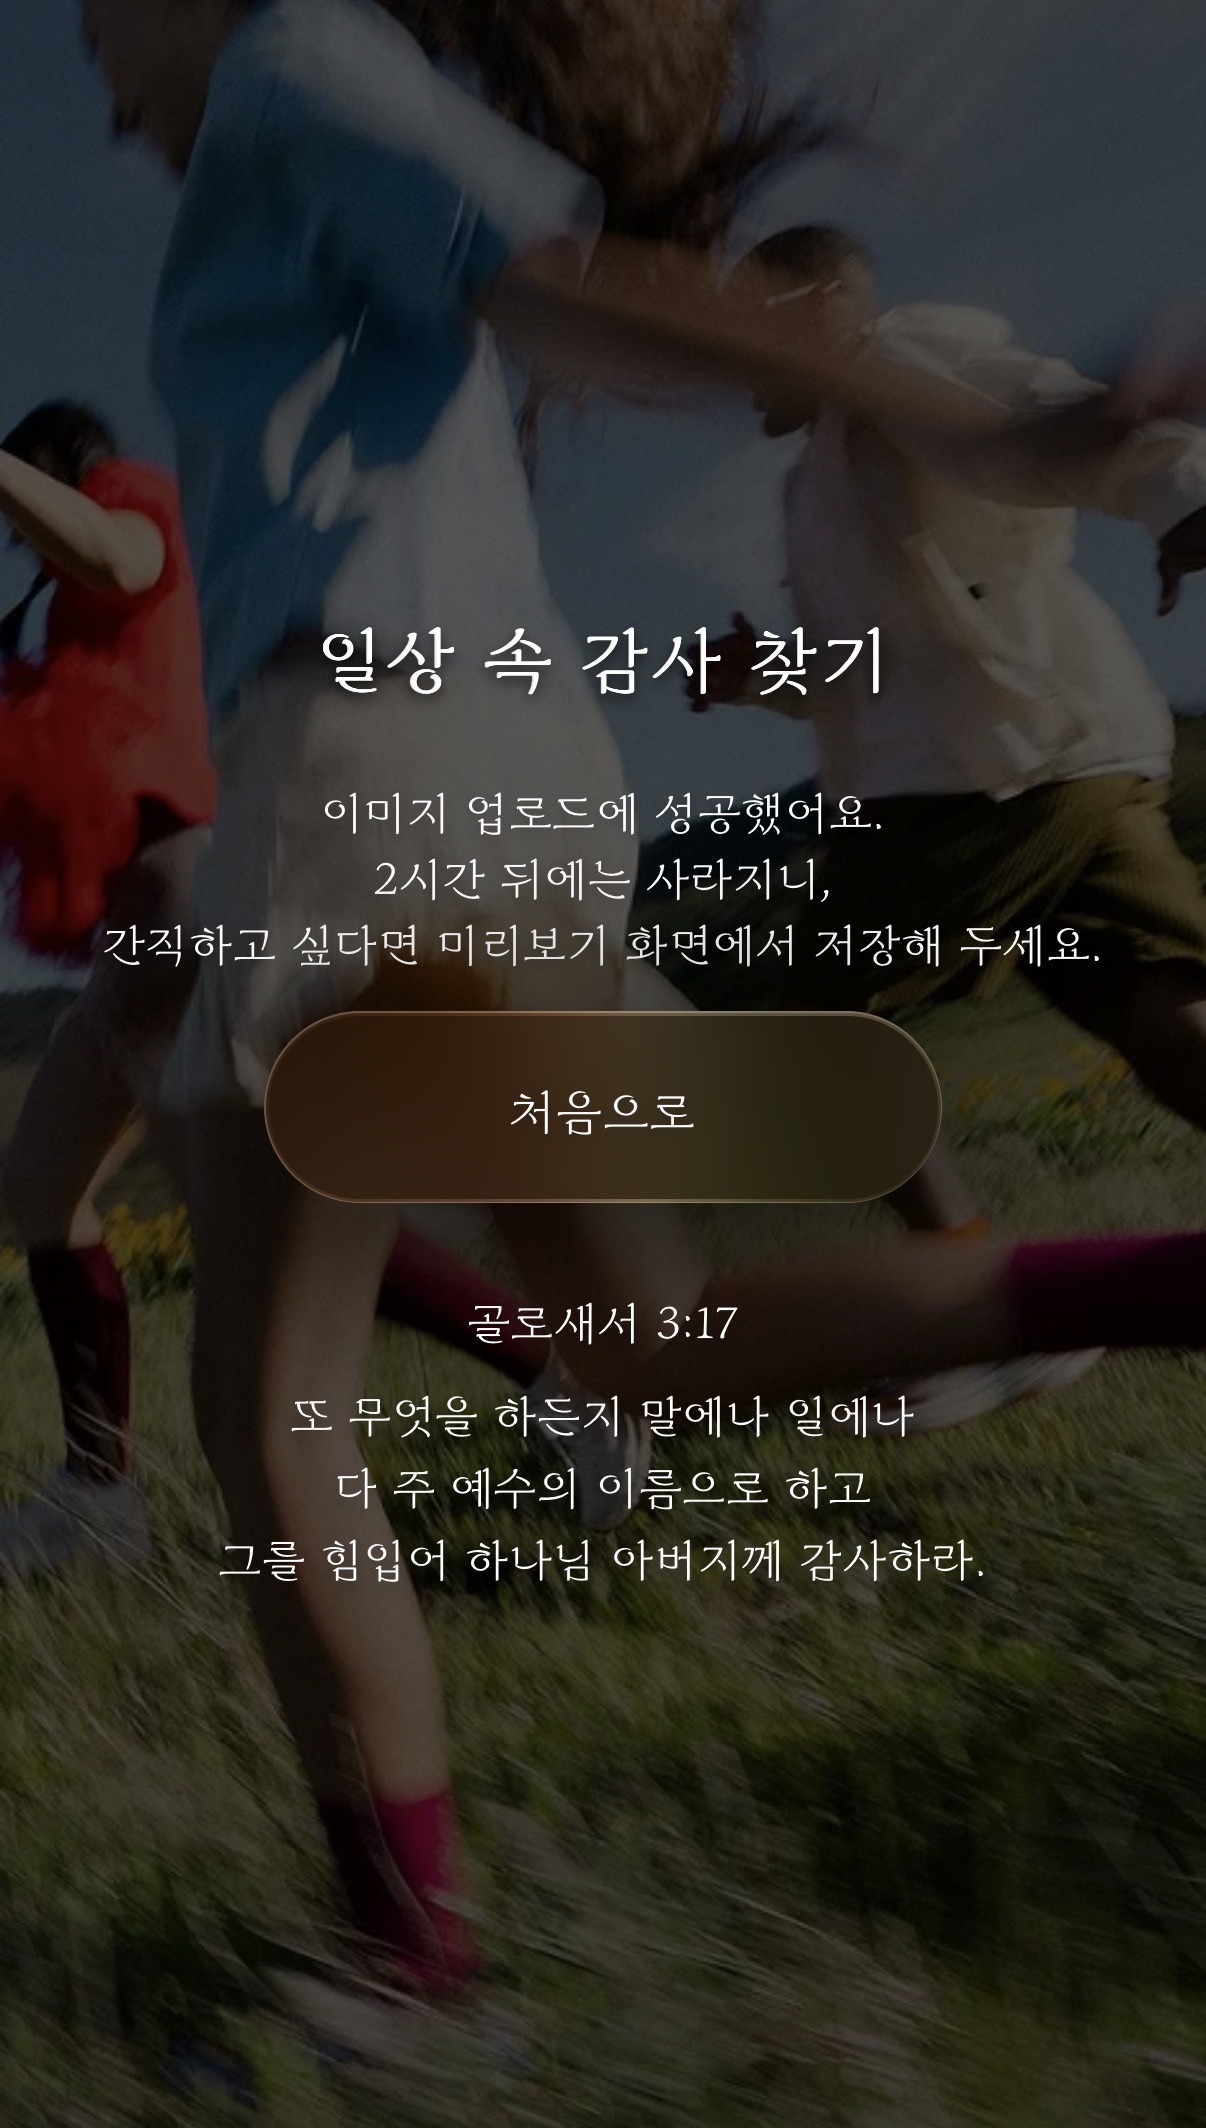 일상 속 감사 찾기
이미지 업로드에 성공했어요.
2시간 뒤에는 사라지니,
간직하고 싶다면 미리보기 화면에서 저장해 두세요.
처음으로
골로새서 3:17
또 무엇을 하든지 말에나 일에나
다 주 예수의 이름으로 하고
그를 힘입어 하나님 아버지께 감사하라.